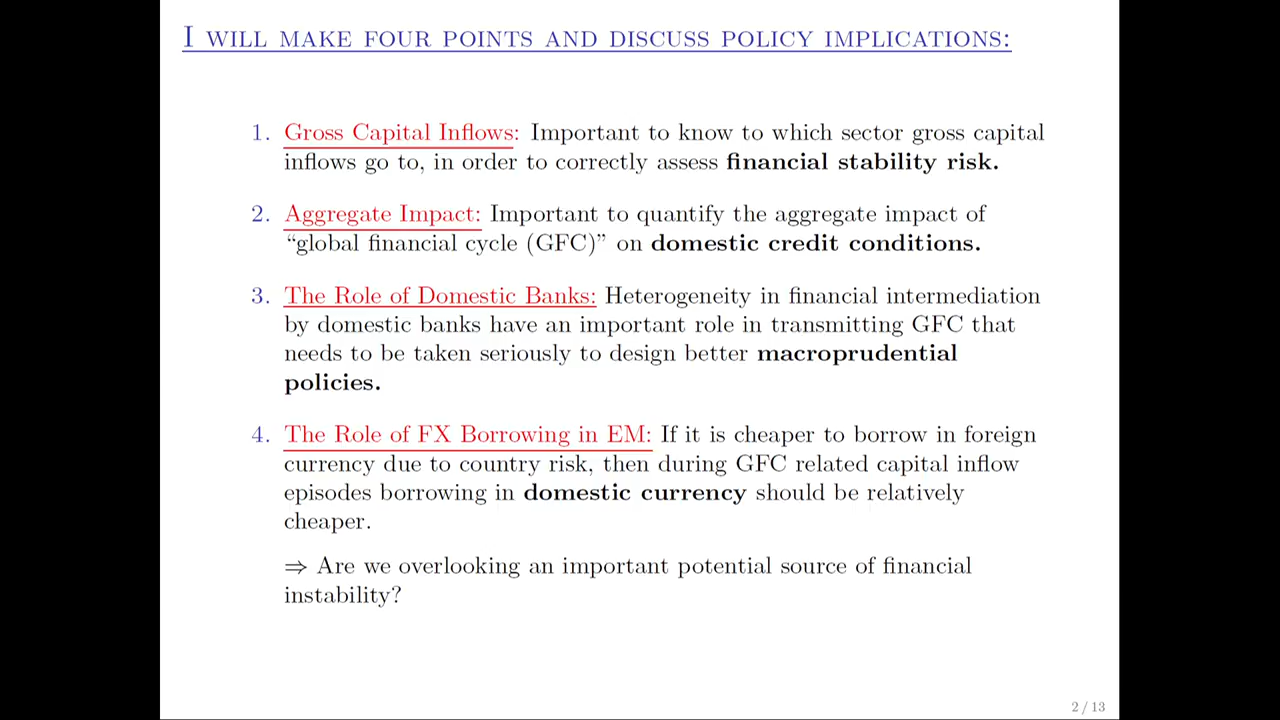 I WILL MAKE FOUR POINTS AND DISCUSS POLICY IMPLICATIONS:
1. Gross Capital Inflows: Important to know to which sector gross capital
inflows go to, in order to correctly assess financial stability risk.
2. Aggregate Impact: Important to quantify the aggregate impact of
“global financial cycle (GFC)” on domestic credit conditions.
3. The Role of Domestic Banks: Heterogeneity in financial intermediation
by domestic banks have an important role in transmitting GFC that
needs to be taken seriously to design better macroprudential
policies.
4. The Role of FX Borrowing in EM: If it is cheaper to borrow in foreign
currency due to country risk, then during GFC related capital inflow
episodes borrowing in domestic currency should be relatively
cheaper.
⇒ Are we overlooking an important potential source of financial
instability?
2 / 13